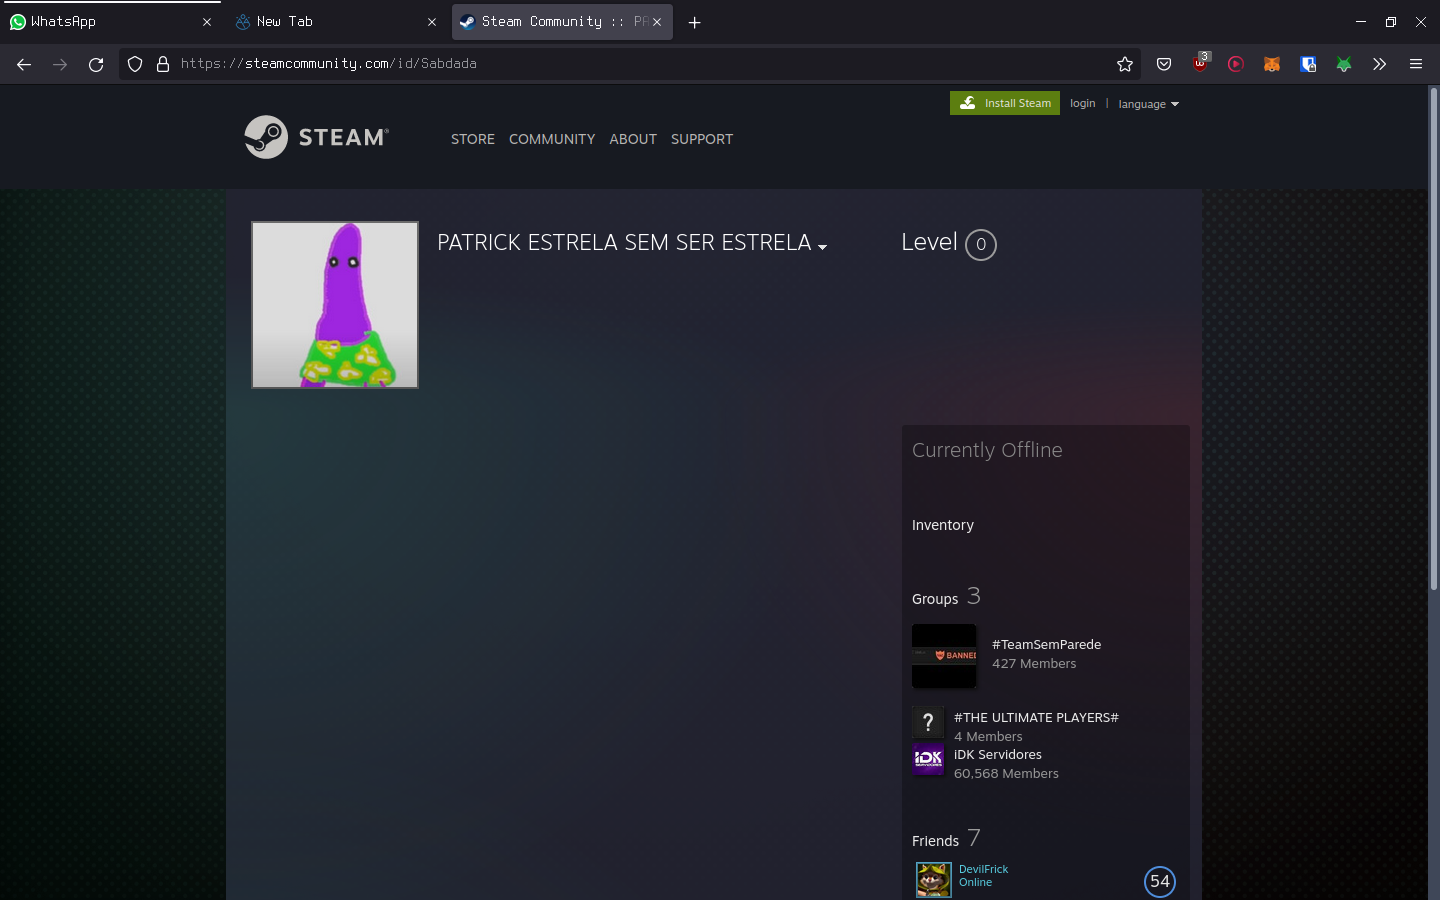 WhatsApp
New Tab
Steam Community :: PA
https://steamcommunity.com/id/Sabdada
3
Install Steam
login
language
STEAM®
STORE
COMMUNITY
ABOUT
SUPPORT
PATRICK ESTRELA SEM SER ESTRELA
Level 0
Currently Offline
Inventory
Groups 3
BANNED
#TeamSemParede
427 Members
?
#THE ULTIMATE PLAYERS#
4 Members
iDK
SERVIDORES
iDK Servidores
60,568 Members
Friends 7
DevilFrick
Online
54